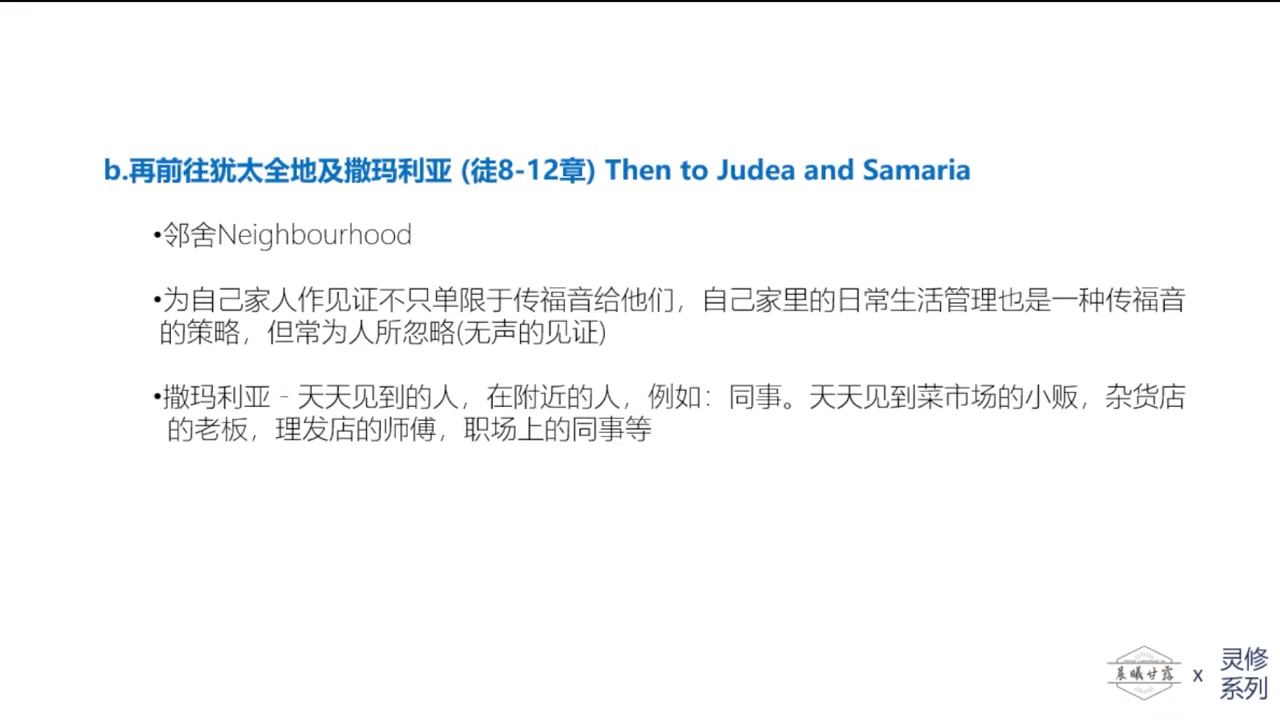 b.再前往犹太全地及撒玛利亚 (徒8-12章) Then to Judea and Samaria
•邻舍Neighbourhood
•为自己家人作见证不只单限于传福音给他们，自己家里的日常生活管理也是一种传福音
的策略，但常为人所忽略(无声的见证)
•撒玛利亚 - 天天见到的人，在附近的人，例如：同事。天天见到菜市场的小贩，杂货店
的老板，理发店的师傅，职场上的同事等
晨曦甘露 x 灵修
系列